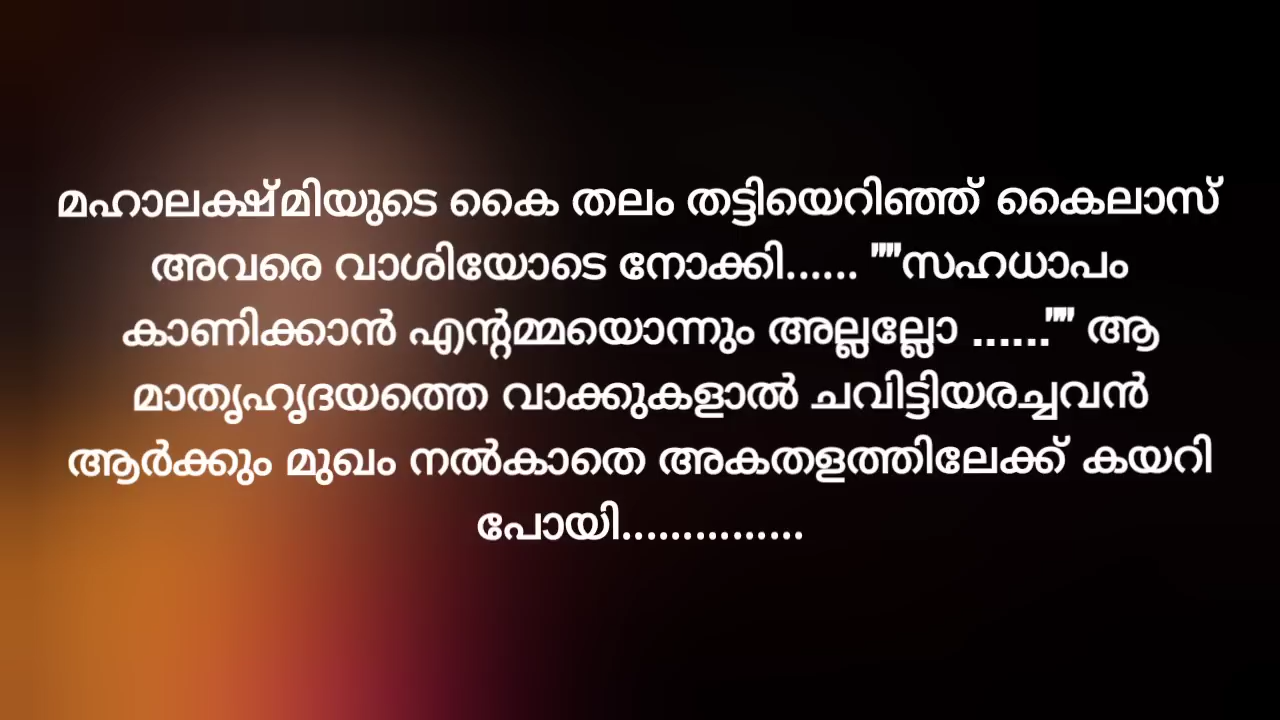 മഹാലക്ഷ്മിയുടെ കൈ തലം തട്ടിയെറിഞ്ഞ് കൈലാസ്
അവരെ വാശിയോടെ നോക്കി...... ""സഹധാപം
കാണിക്കാൻ എന്റമ്മയൊന്നും അല്ലല്ലോ ......"" ആ
മാതൃഹൃദയത്തെ വാക്കുകളാൽ ചവിട്ടിയരച്ചവൻ
ആർക്കും മുഖം നൽകാതെ അകതളത്തിലേക്ക് കയറി
പോയി...............